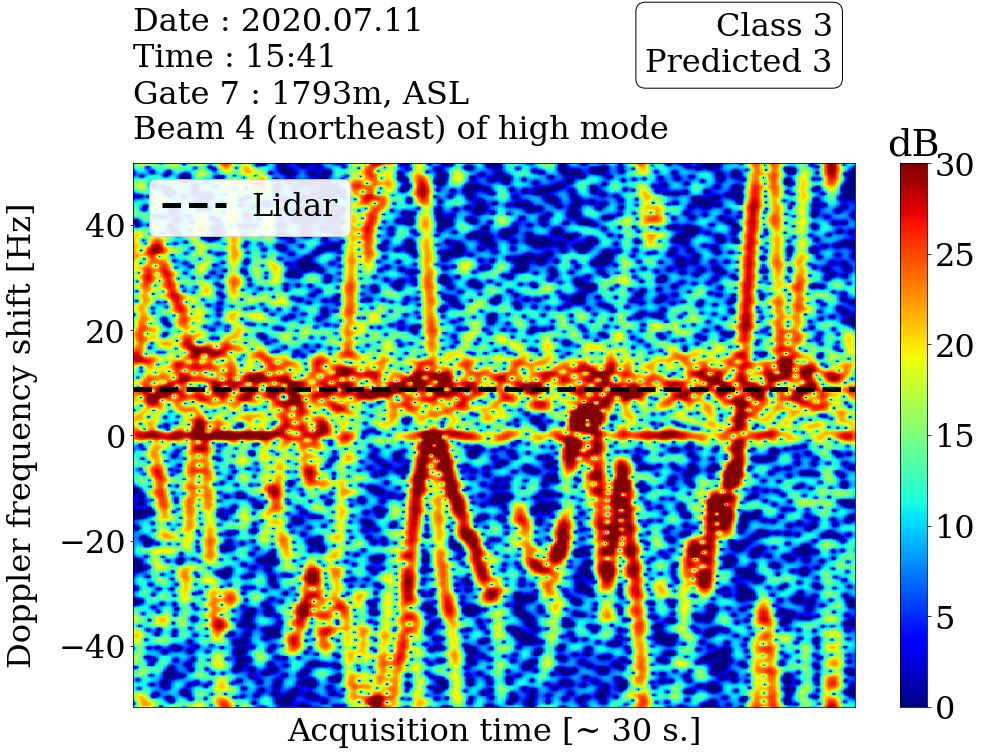 Date : 2020.07.11
Time : 15:41
Gate 7 : 1793m, ASL
Beam 4 (northeast) of high mode
Class 3
Predicted 3
dB
Lidar
Doppler frequency shift [Hz]
40
20
0
−20
−40
30
25
20
15
10
5
0
Acquisition time [~ 30 s.]